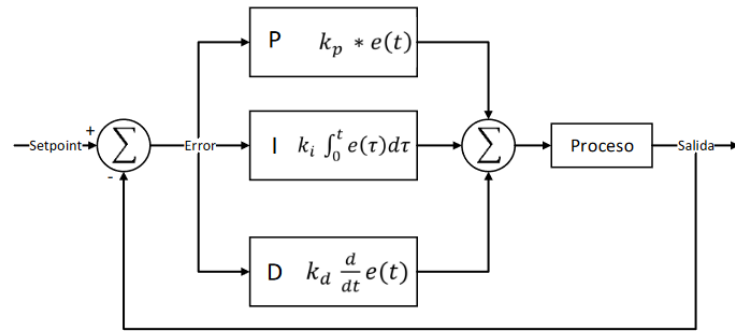 P k_p * e(t)
+
Setpoint
∑
-
Error
I k_i ∫_0^t e(τ)dτ
∑
Proceso
Salida
D k_d d/dt e(t)